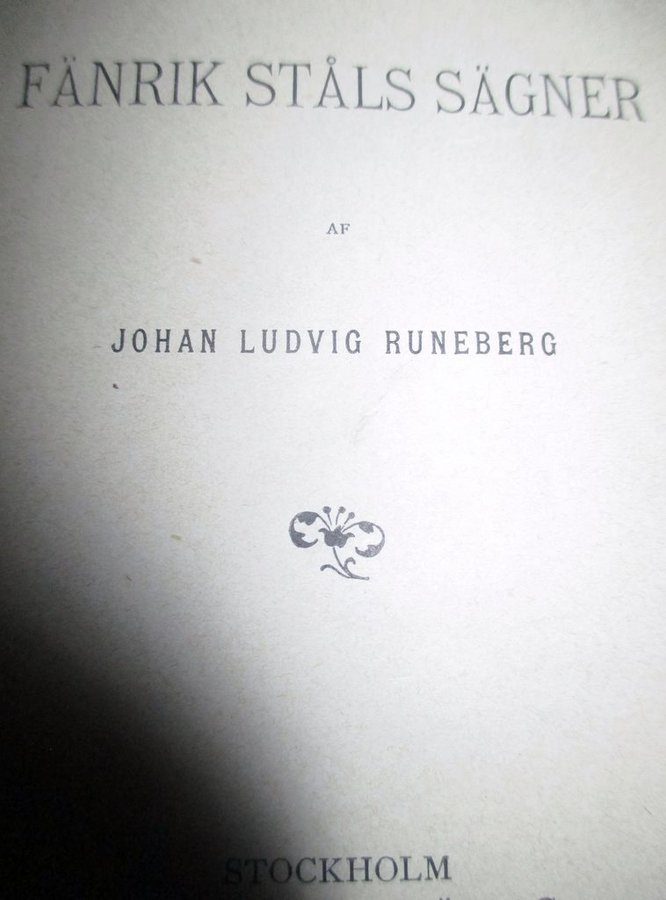 FÄNRIK STÅLS SÄGNER
AF
JOHAN LUDVIG RUNEBERG
STOCKHOLM